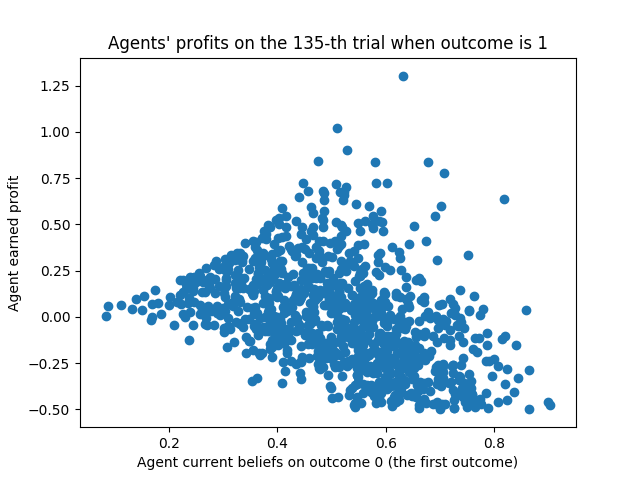 Agents' profits on the 135-th trial when outcome is 1
1.25
1.00
0.75
0.50
0.25
0.00
−0.25
−0.50
Agent earned profit
0.2 0.4 0.6 0.8
Agent current beliefs on outcome 0 (the first outcome)